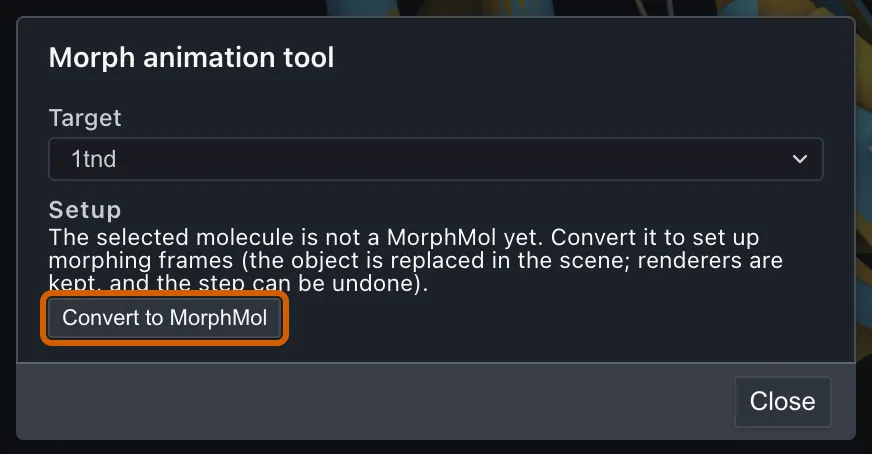 Morph animation tool
Target
1tnd
Setup
The selected molecule is not a MorphMol yet. Convert it to set up
morphing frames (the object is replaced in the scene; renderers are
kept, and the step can be undone).
Convert to MorphMol
Close